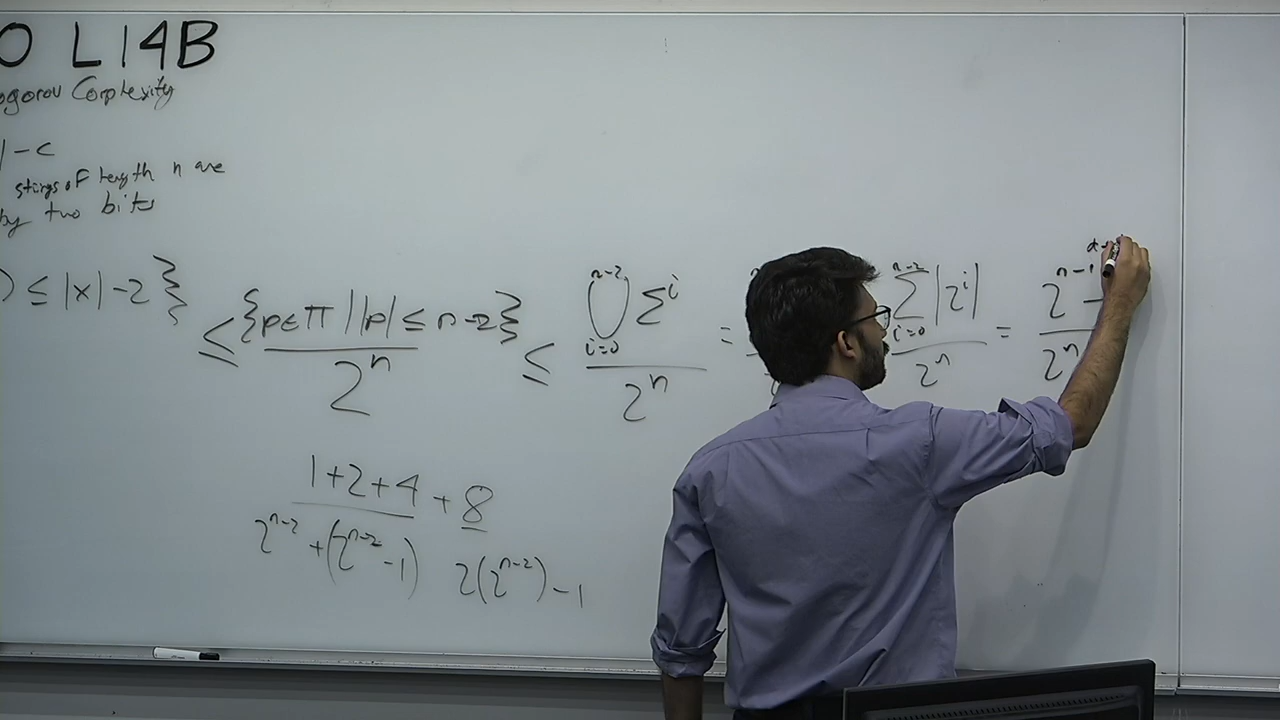 O L14B
ogorov Complexity
| - c
strings of length n are
by two bits
) ≤ |x| - 2 } ≤ {p ∈ Π | |p| ≤ n-2} / 2^n ≤ ⋃_{i=0}^{n-2} Σ^i / 2^n = ∑_{i=0}^{n-2} |Σ^i| / 2^n = 2^{n-1} - / 2^n
1 + 2 + 4 + 8
2^{n-2} + (2^{n-2} - 1) 2(2^{n-2}) - 1